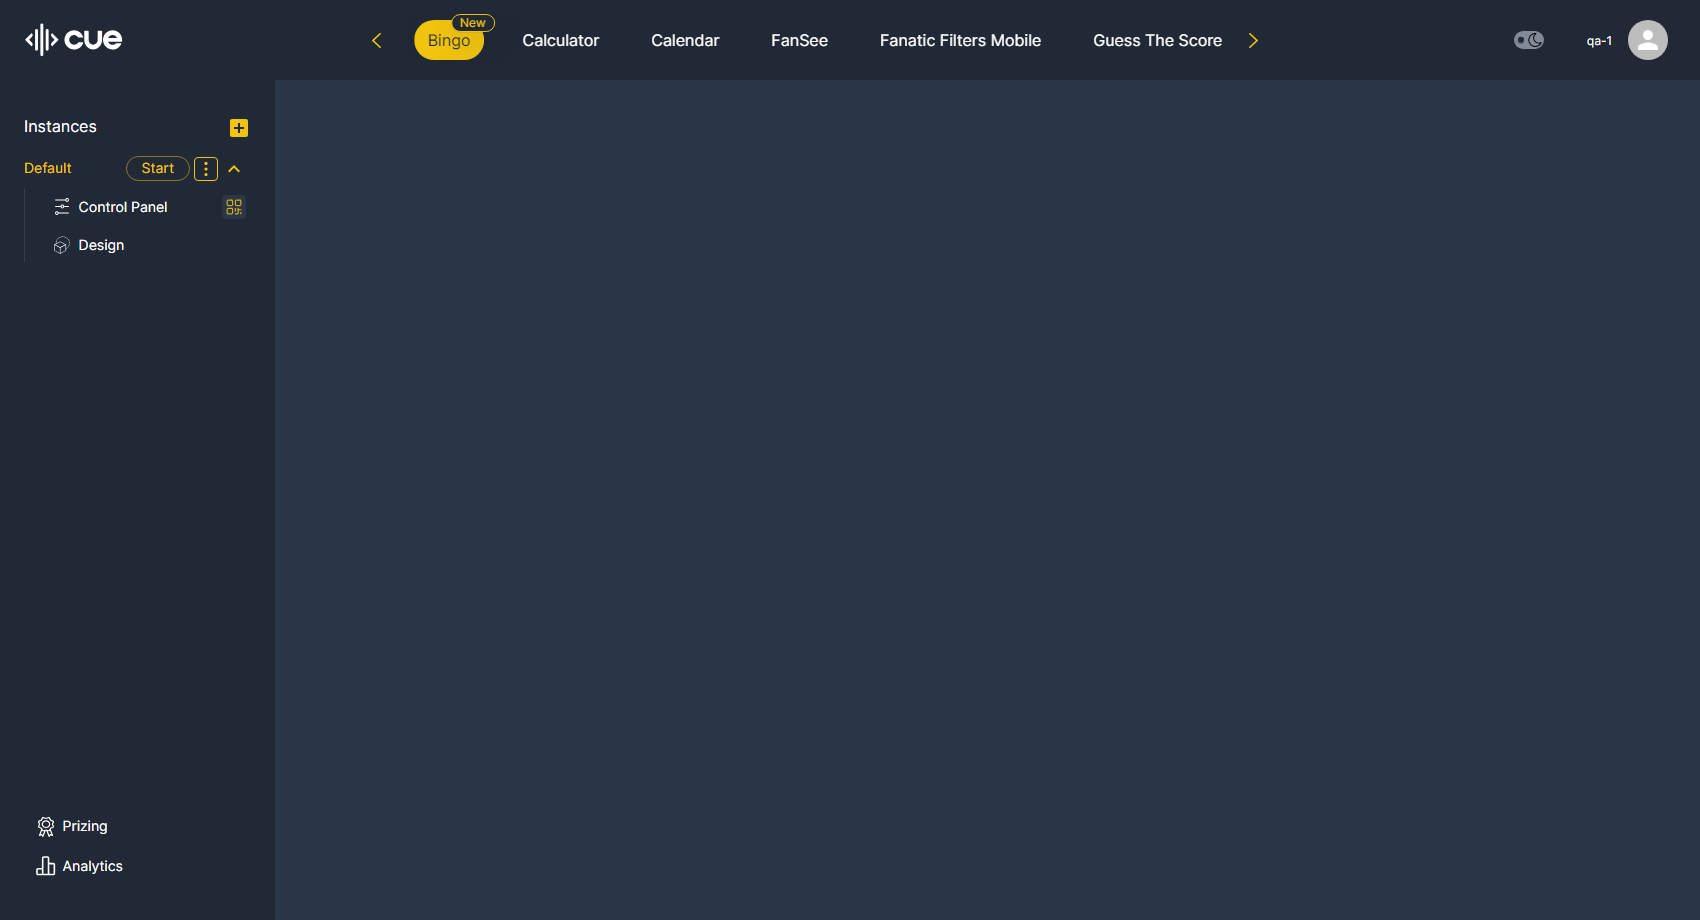 cue
New
Bingo
Calculator
Calendar
FanSee
Fanatic Filters Mobile
Guess The Score
qa-1
Instances
Default
Start
Control Panel
Design
Prizing
Analytics